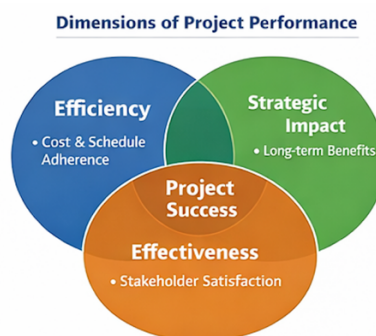 Dimensions of Project Performance
Efficiency
• Cost & Schedule
Adherence
Strategic
Impact
• Long-term Benefits
Project
Success
Effectiveness
• Stakeholder Satisfaction